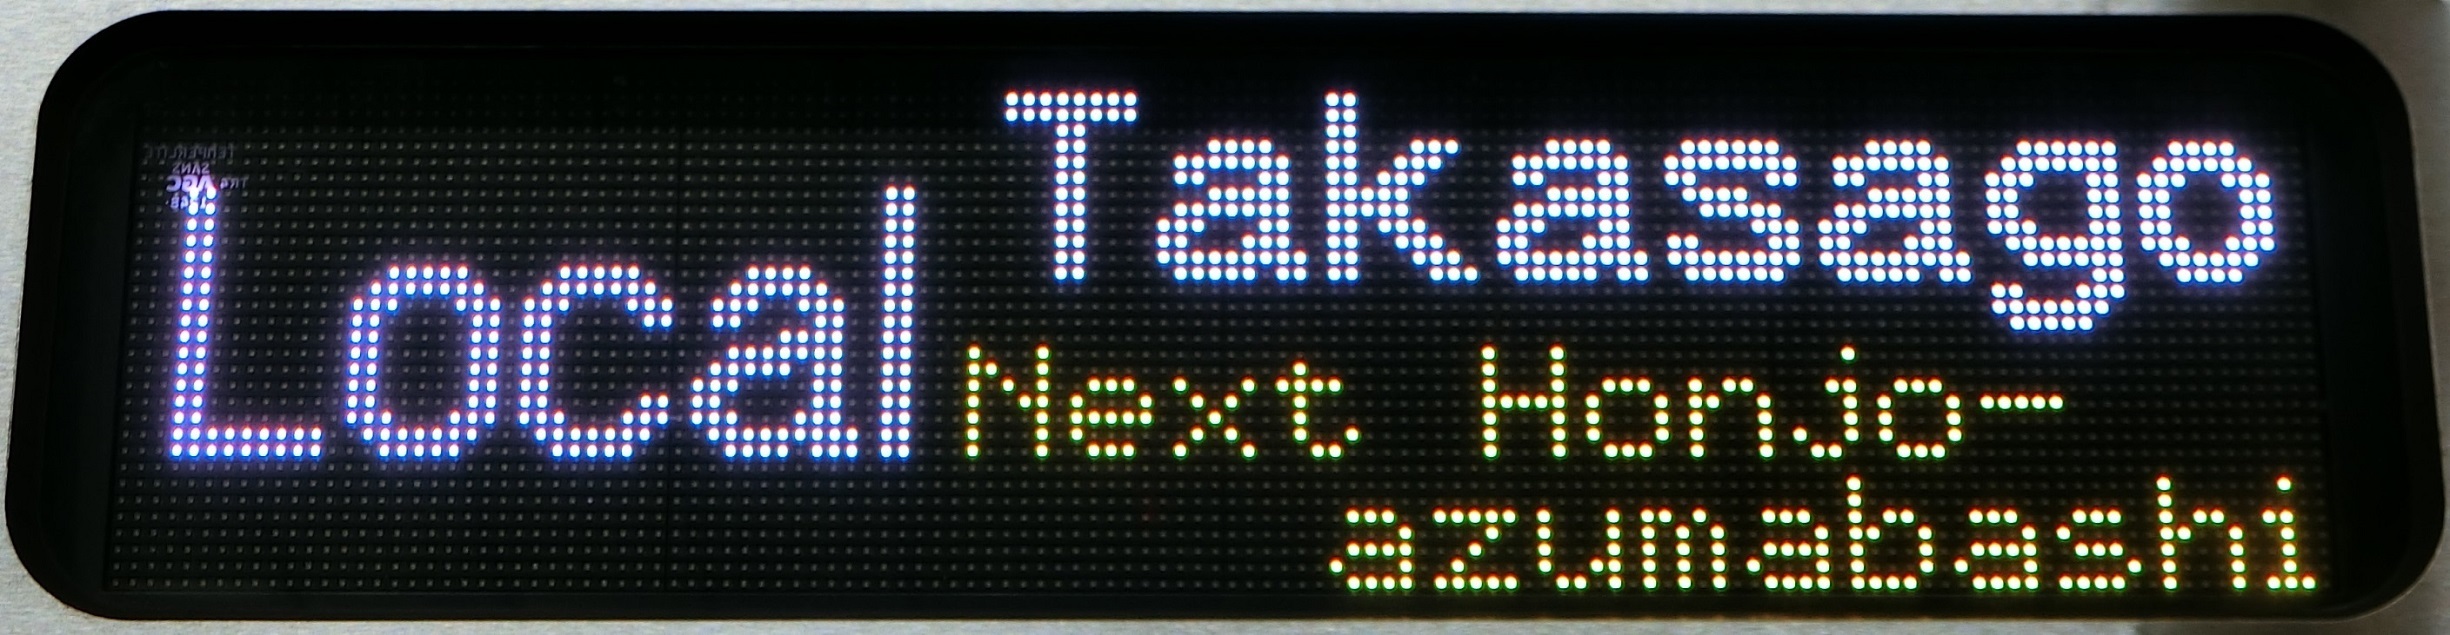 Local
Takasago
Next Honjo-
azumabashi